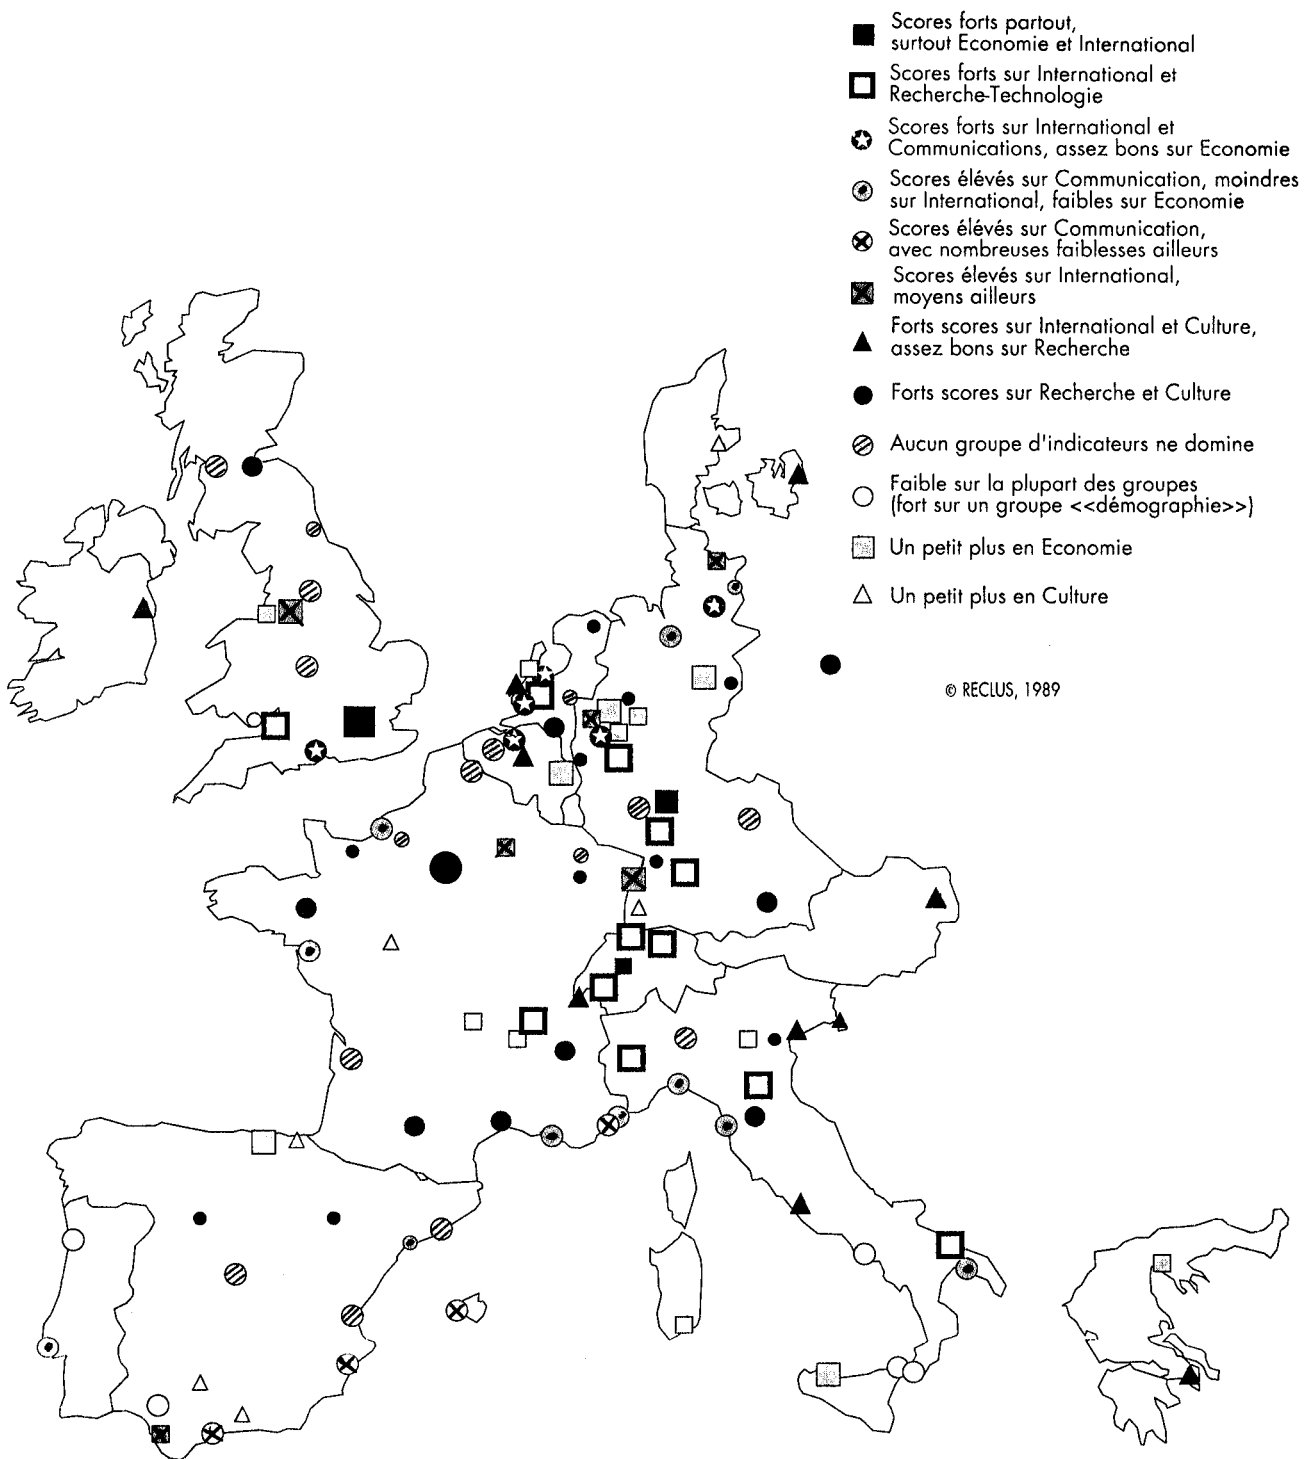 Scores forts partout,
surtout Economie et International
Scores forts sur International et
Recherche-Technologie
Scores forts sur International et
Communications, assez bons sur Economie
Scores élévés sur Communication, moindres
sur International, faibles sur Economie
Scores élévés sur Communication,
avec nombreuses faiblesses ailleurs
Scores élevés sur International,
moyens ailleurs
Forts scores sur International et Culture,
assez bons sur Recherche
Forts scores sur Recherche et Culture
Aucun groupe d'indicateurs ne domine
Faible sur la plupart des groupes
(fort sur un groupe <<démographie>>)
Un petit plus en Economie
Un petit plus en Culture
© RECLUS, 1989